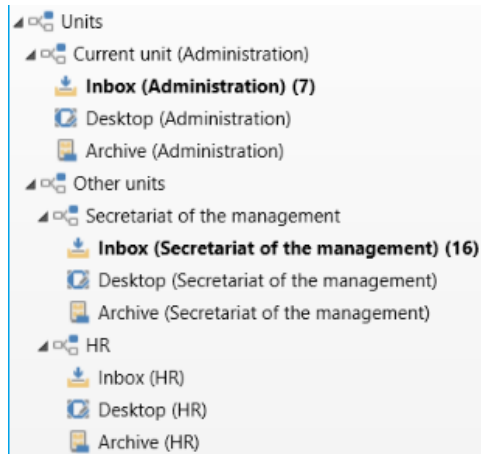 Units
Current unit (Administration)
Inbox (Administration) (7)
Desktop (Administration)
Archive (Administration)
Other units
Secretariat of the management
Inbox (Secretariat of the management) (16)
Desktop (Secretariat of the management)
Archive (Secretariat of the management)
HR
Inbox (HR)
Desktop (HR)
Archive (HR)